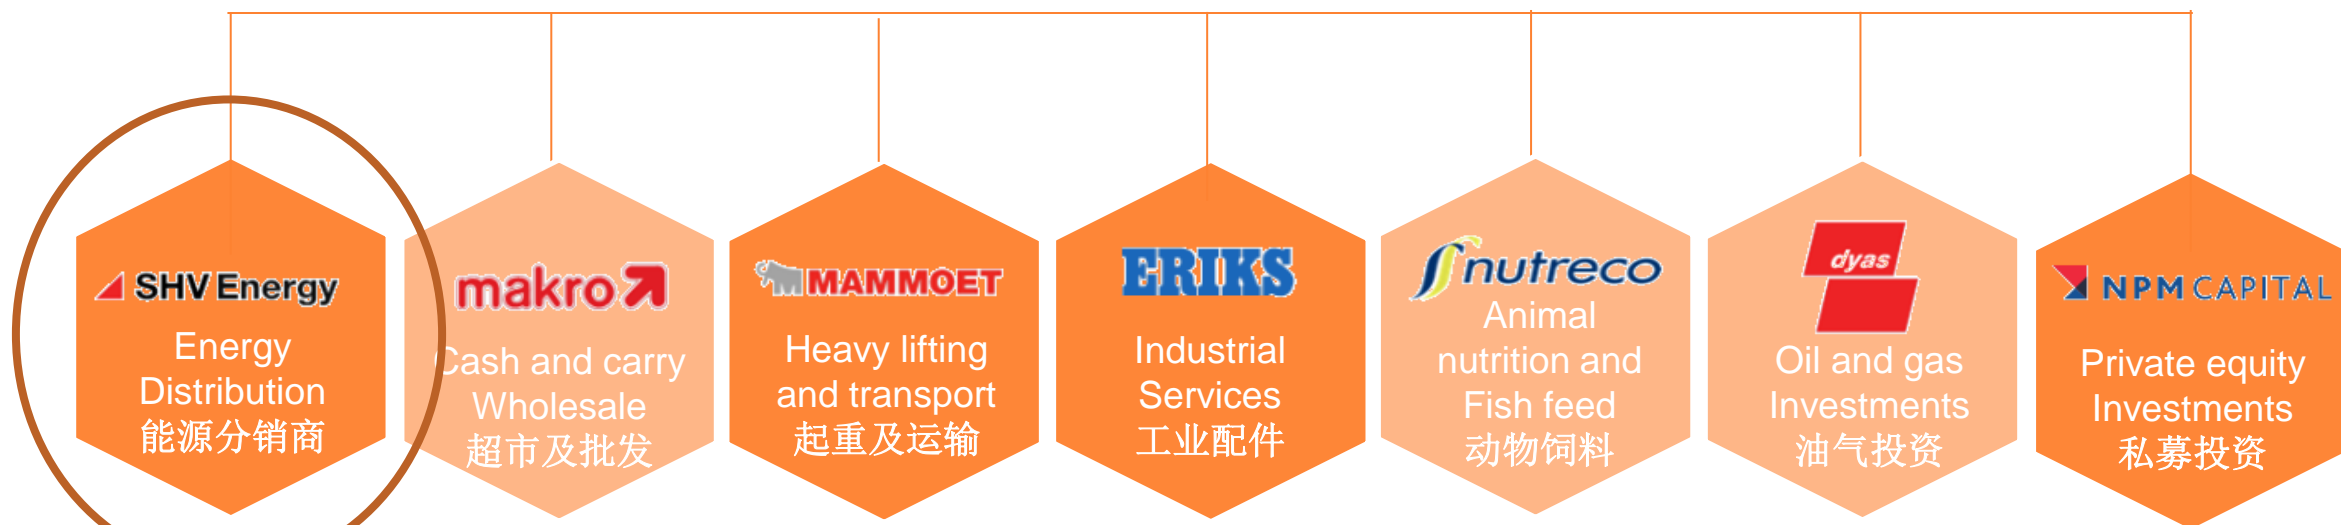 SHV Energy
Energy
Distribution
能源分销商
makro
Cash and carry
Wholesale
超市及批发
MAMMOET
Heavy lifting
and transport
起重及运输
ERIKS
Industrial
Services
工业配件
nutreco
Animal
nutrition and
Fish feed
动物饲料
dyas
Oil and gas
Investments
油气投资
NPM CAPITAL
Private equity
Investments
私募投资